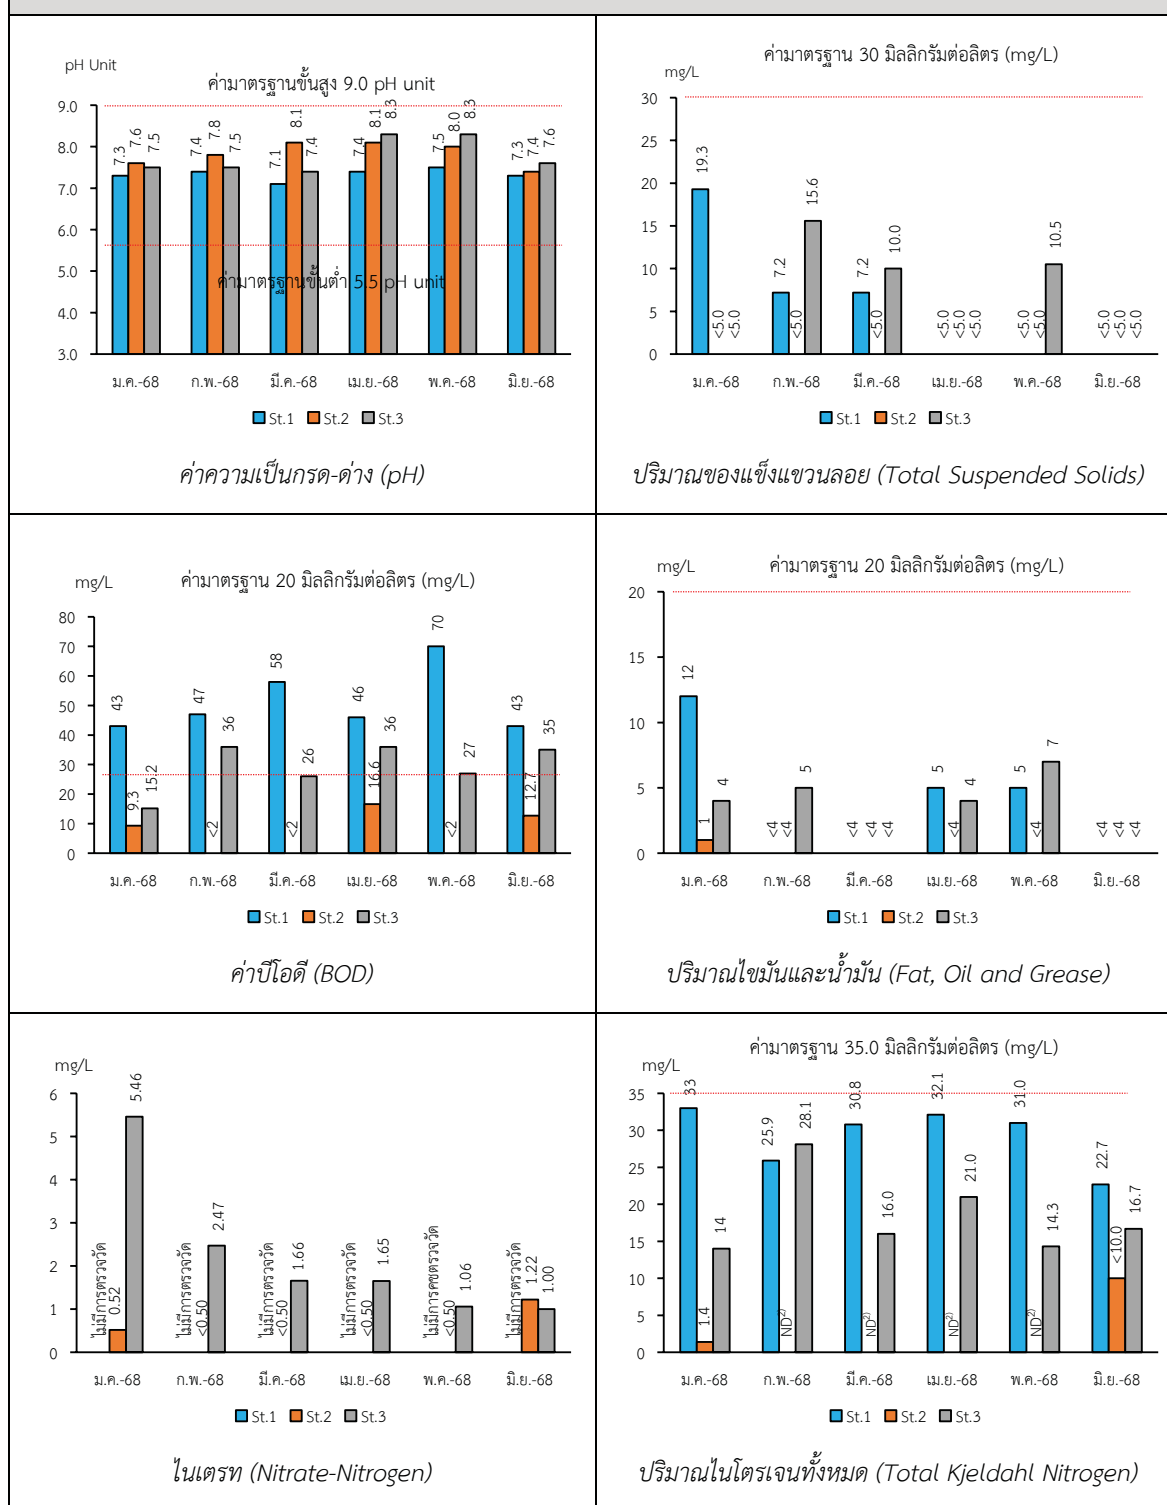 pH Unit
ค่ามาตรฐานขั้นสูง 9.0 pH unit
9.0
8.0
7.0
6.0
5.0
4.0
3.0
7.3 7.6 7.5 7.4 7.8 7.5 7.1 8.1 7.4 7.4 8.1 8.3 7.5 8.0 8.3 7.3 7.4 7.6
ค่ามาตรฐานขั้นต่ำ 5.5 pH unit
ม.ค.-68 ก.พ.-68 มี.ค.-68 เม.ย.-68 พ.ค.-68 มิ.ย.-68
St.1 St.2 St.3
ค่าความเป็นกรด-ด่าง (pH)
ค่ามาตรฐาน 30 มิลลิกรัมต่อลิตร (mg/L)
mg/L
30
25
20
15
10
5
0
19.3 <5.0 <5.0 7.2 <5.0 15.6 7.2 <5.0 10.0 <5.0 <5.0 <5.0 <5.0 <5.0 10.5 <5.0 <5.0 <5.0
ม.ค.-68 ก.พ.-68 มี.ค.-68 เม.ย.-68 พ.ค.-68 มิ.ย.-68
St.1 St.2 St.3
ปริมาณของแข็งแขวนลอย (Total Suspended Solids)
mg/L ค่ามาตรฐาน 20 มิลลิกรัมต่อลิตร (mg/L)
80
70
60
50
40
30
20
10
0
43 9.3 15.2 47 <2 36 58 <2 26 46 16.6 36 70 <2 27 43 12.7 35
ม.ค.-68 ก.พ.-68 มี.ค.-68 เม.ย.-68 พ.ค.-68 มิ.ย.-68
St.1 St.2 St.3
ค่าบีโอดี (BOD)
mg/L ค่ามาตรฐาน 20 มิลลิกรัมต่อลิตร (mg/L)
20
15
10
5
0
12 1 4 <4 <4 5 <4 <4 <4 5 <4 4 5 <4 7 <4 <4 <4
ม.ค.-68 ก.พ.-68 มี.ค.-68 เม.ย.-68 พ.ค.-68 มิ.ย.-68
St.1 St.2 St.3
ปริมาณไขมันและน้ำมัน (Fat, Oil and Grease)
mg/L
6
5
4
3
2
1
0
ไม่มีการตรวจวัด 0.52 5.46 ไม่มีการตรวจวัด <0.50 2.47 ไม่มีการตรวจวัด <0.50 1.66 ไม่มีการตรวจวัด <0.50 1.65 ไม่มีการคชตรวจวัด <0.50 1.06 ไม่มีการตรวจวัด 1.22 1.00
ม.ค.-68 ก.พ.-68 มี.ค.-68 เม.ย.-68 พ.ค.-68 มิ.ย.-68
St.1 St.2 St.3
ไนเตรท (Nitrate-Nitrogen)
ค่ามาตรฐาน 35.0 มิลลิกรัมต่อลิตร (mg/L)
mg/L
35
30
25
20
15
10
5
0
33 1.4 14 25.9 ND2) 28.1 30.8 ND2) 16.0 32.1 ND2) 21.0 31.0 ND2) 14.3 22.7 <10.0 16.7
ม.ค.-68 ก.พ.-68 มี.ค.-68 เม.ย.-68 พ.ค.-68 มิ.ย.-68
St.1 St.2 St.3
ปริมาณไนโตรเจนทั้งหมด (Total Kjeldahl Nitrogen)